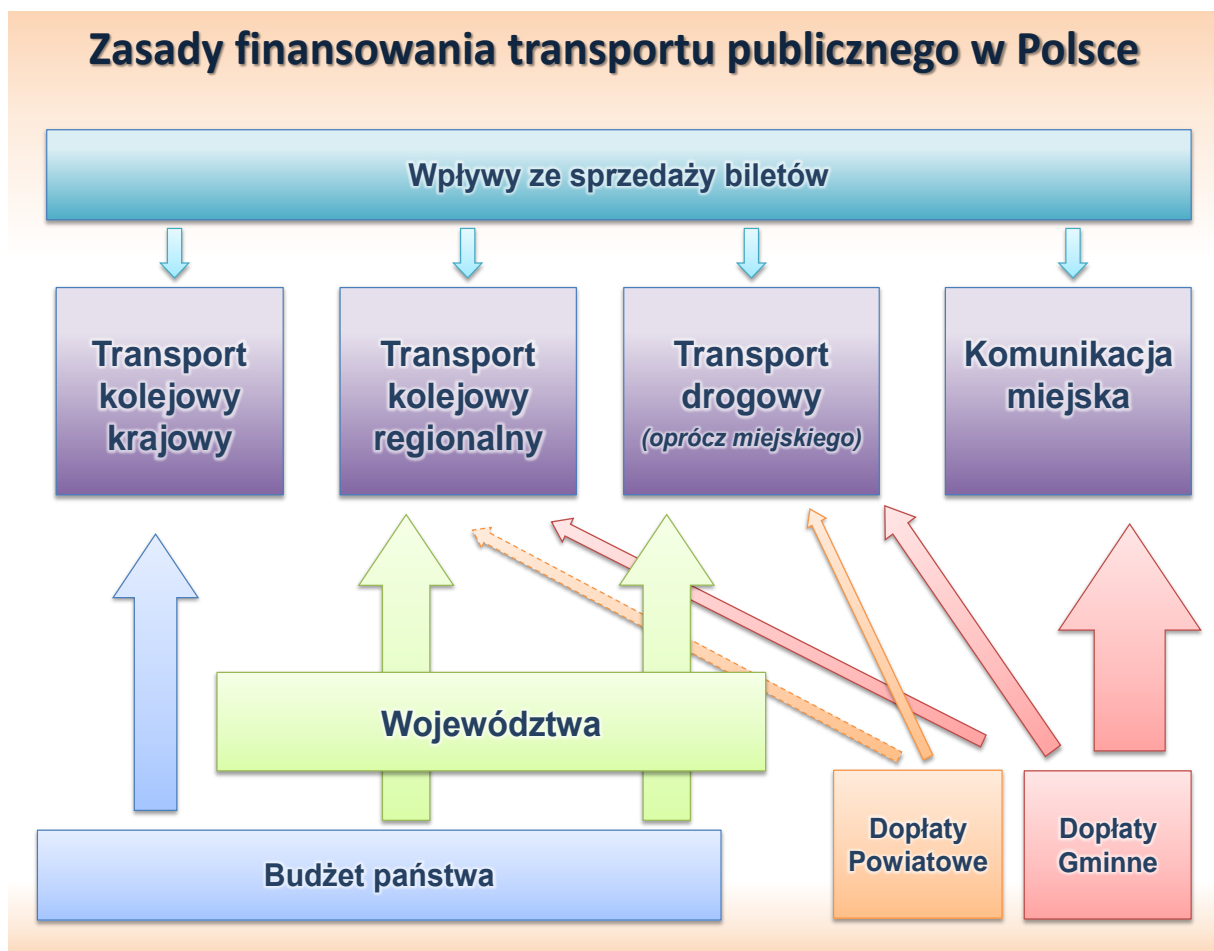 Zasady finansowania transportu publicznego w Polsce
Wpływy ze sprzedaży biletów
Transport
kolejowy
krajowy
Transport
kolejowy
regionalny
Transport
drogowy
(oprócz miejskiego)
Komunikacja
miejska
Województwa
Budżet państwa
Dopłaty
Powiatowe
Dopłaty
Gminne